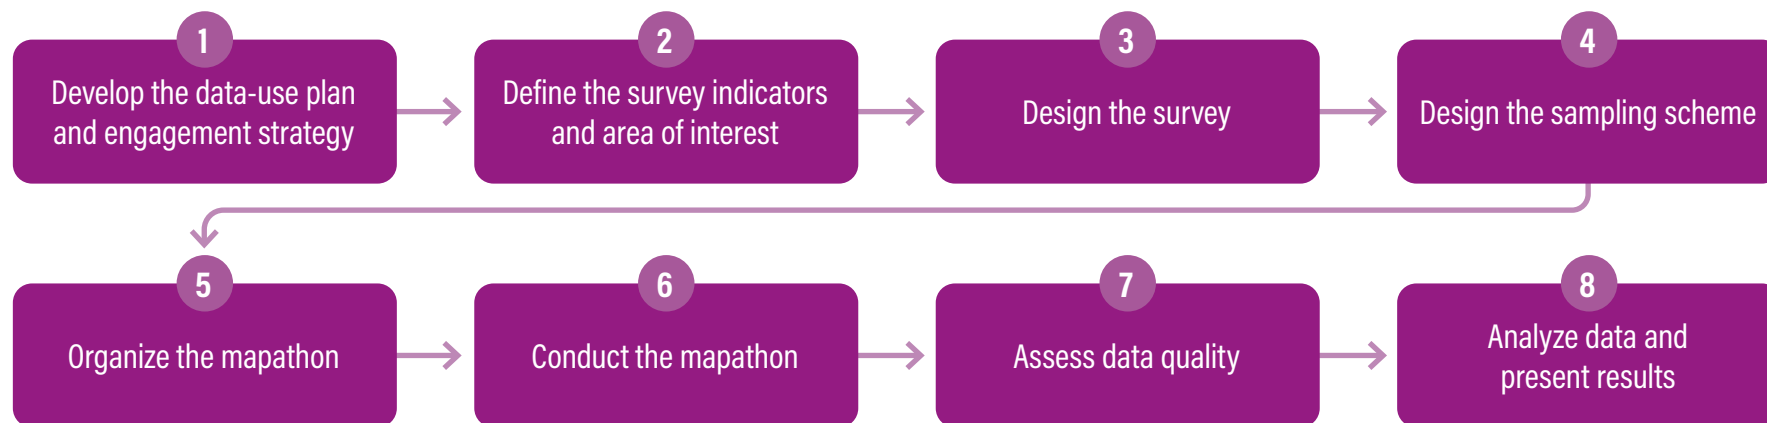 1
Develop the data-use plan
and engagement strategy
2
Define the survey indicators
and area of interest
3
Design the survey
4
Design the sampling scheme
5
Organize the mapathon
6
Conduct the mapathon
7
Assess data quality
8
Analyze data and
present results